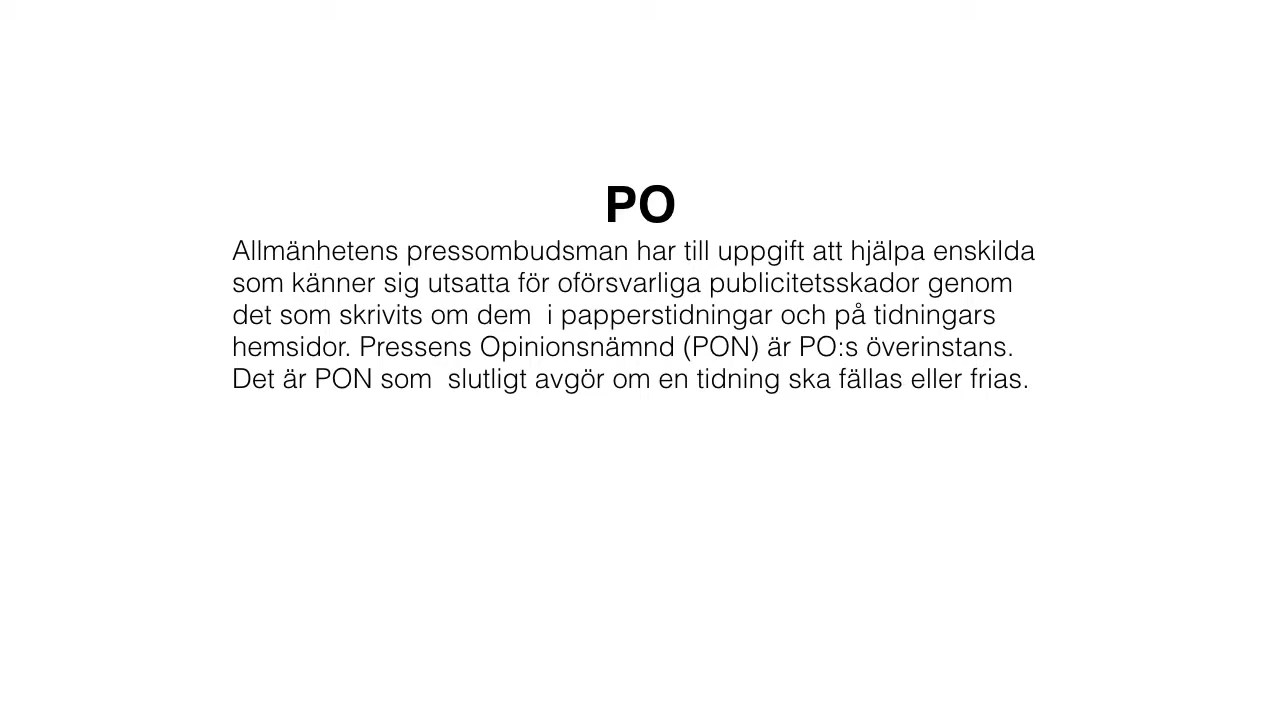 PO
Allmänhetens pressombudsman har till uppgift att hjälpa enskilda
som känner sig utsatta för oförsvarliga publicitetsskador genom
det som skrivits om dem  i papperstidningar och på tidningars
hemsidor. Pressens Opinionsnämnd (PON) är PO:s överinstans.
Det är PON som  slutligt avgör om en tidning ska fällas eller frias.